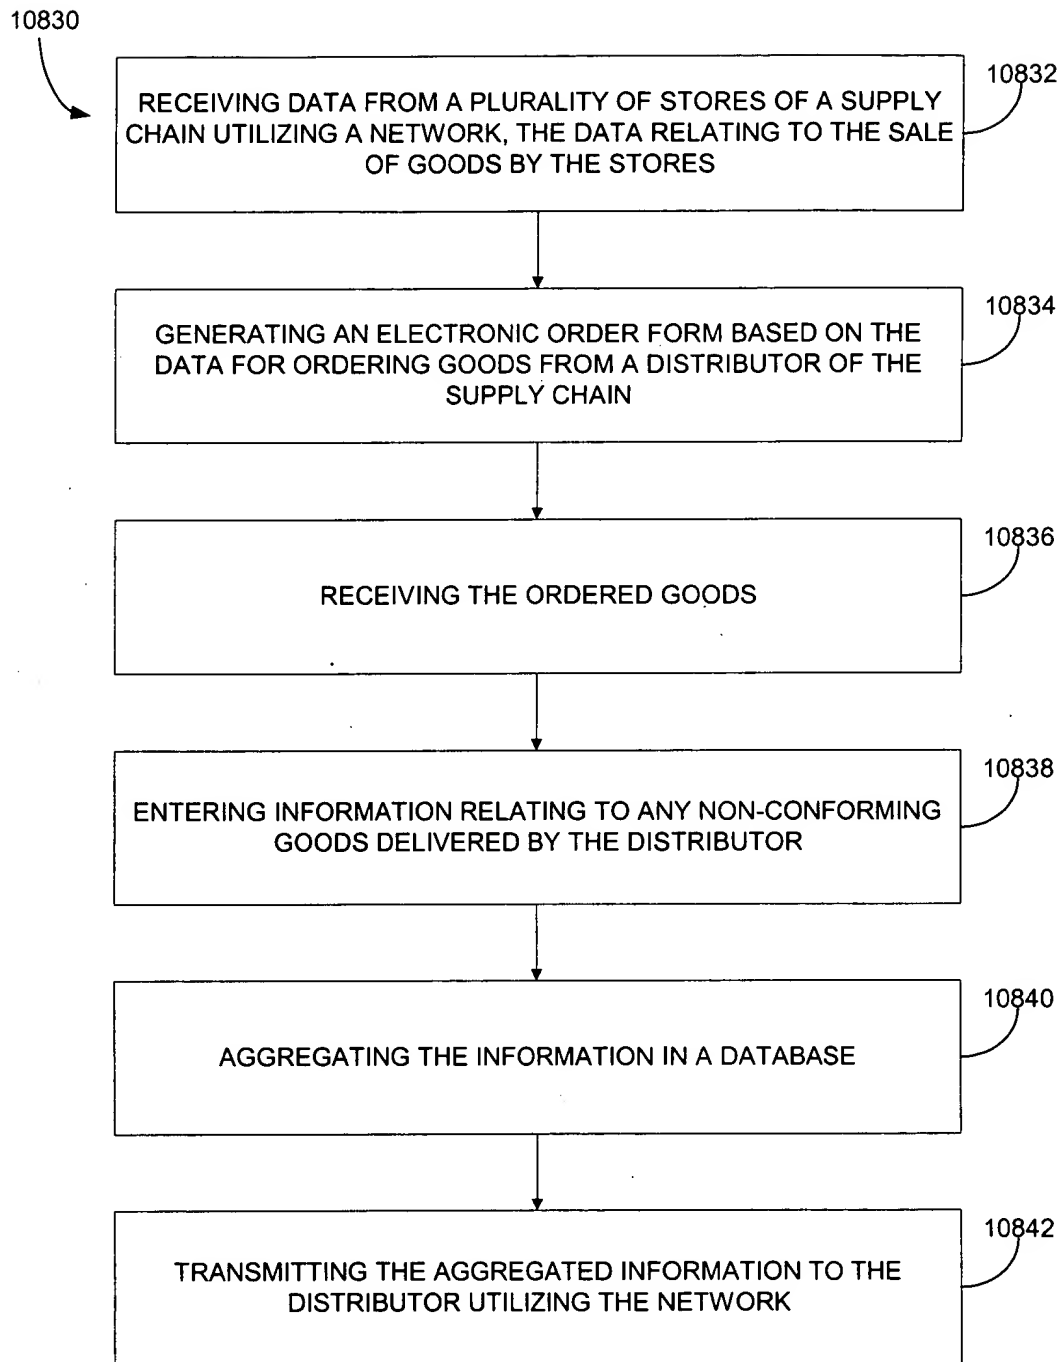 10830
10832
RECEIVING DATA FROM A PLURALITY OF STORES OF A SUPPLY
CHAIN UTILIZING A NETWORK, THE DATA RELATING TO THE SALE
OF GOODS BY THE STORES
10834
GENERATING AN ELECTRONIC ORDER FORM BASED ON THE
DATA FOR ORDERING GOODS FROM A DISTRIBUTOR OF THE
SUPPLY CHAIN
10836
RECEIVING THE ORDERED GOODS
10838
ENTERING INFORMATION RELATING TO ANY NON-CONFORMING
GOODS DELIVERED BY THE DISTRIBUTOR
10840
AGGREGATING THE INFORMATION IN A DATABASE
10842
TRANSMITTING THE AGGREGATED INFORMATION TO THE
DISTRIBUTOR UTILIZING THE NETWORK